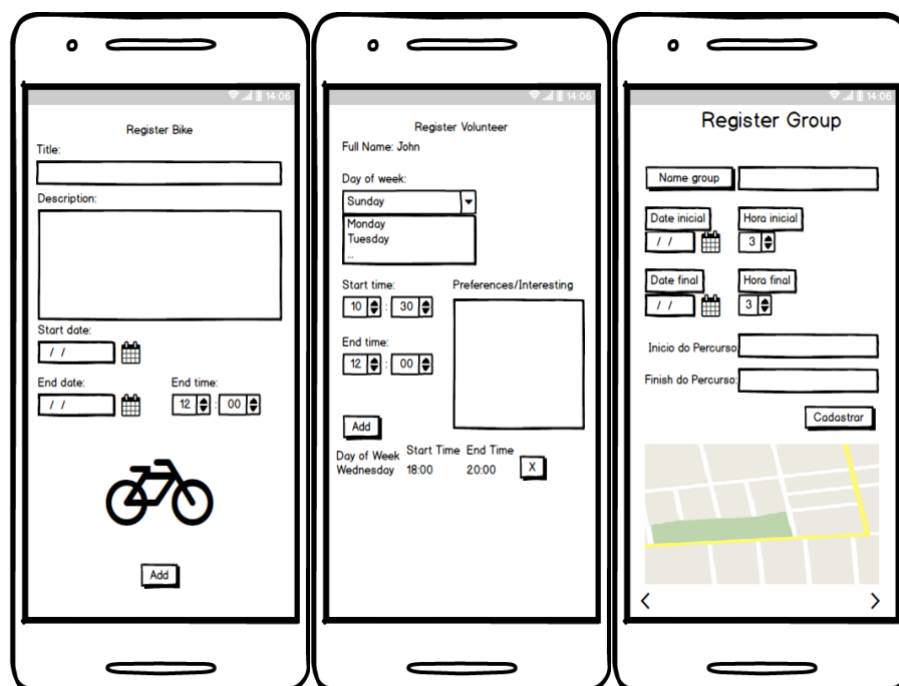 14:06
Register Bike
Title:
Description:
Start date:
/ /
End date: End time:
/ / 12 : 00
Add
14:06
Register Volunteer
Full Name: John
Day of week:
Sunday
Monday
Tuesday
...
Start time: Preferences/Interesting
10 : 30
End time:
12 : 00
Add
Day of Week Start Time End Time
Wednesday 18:00 20:00 X
14:06
Register Group
Name group
Date inicial Hora inicial
/ / 3
Date final Hora final
/ / 3
Inicio do Percurso
Finish do Percurso:
Cadastrar